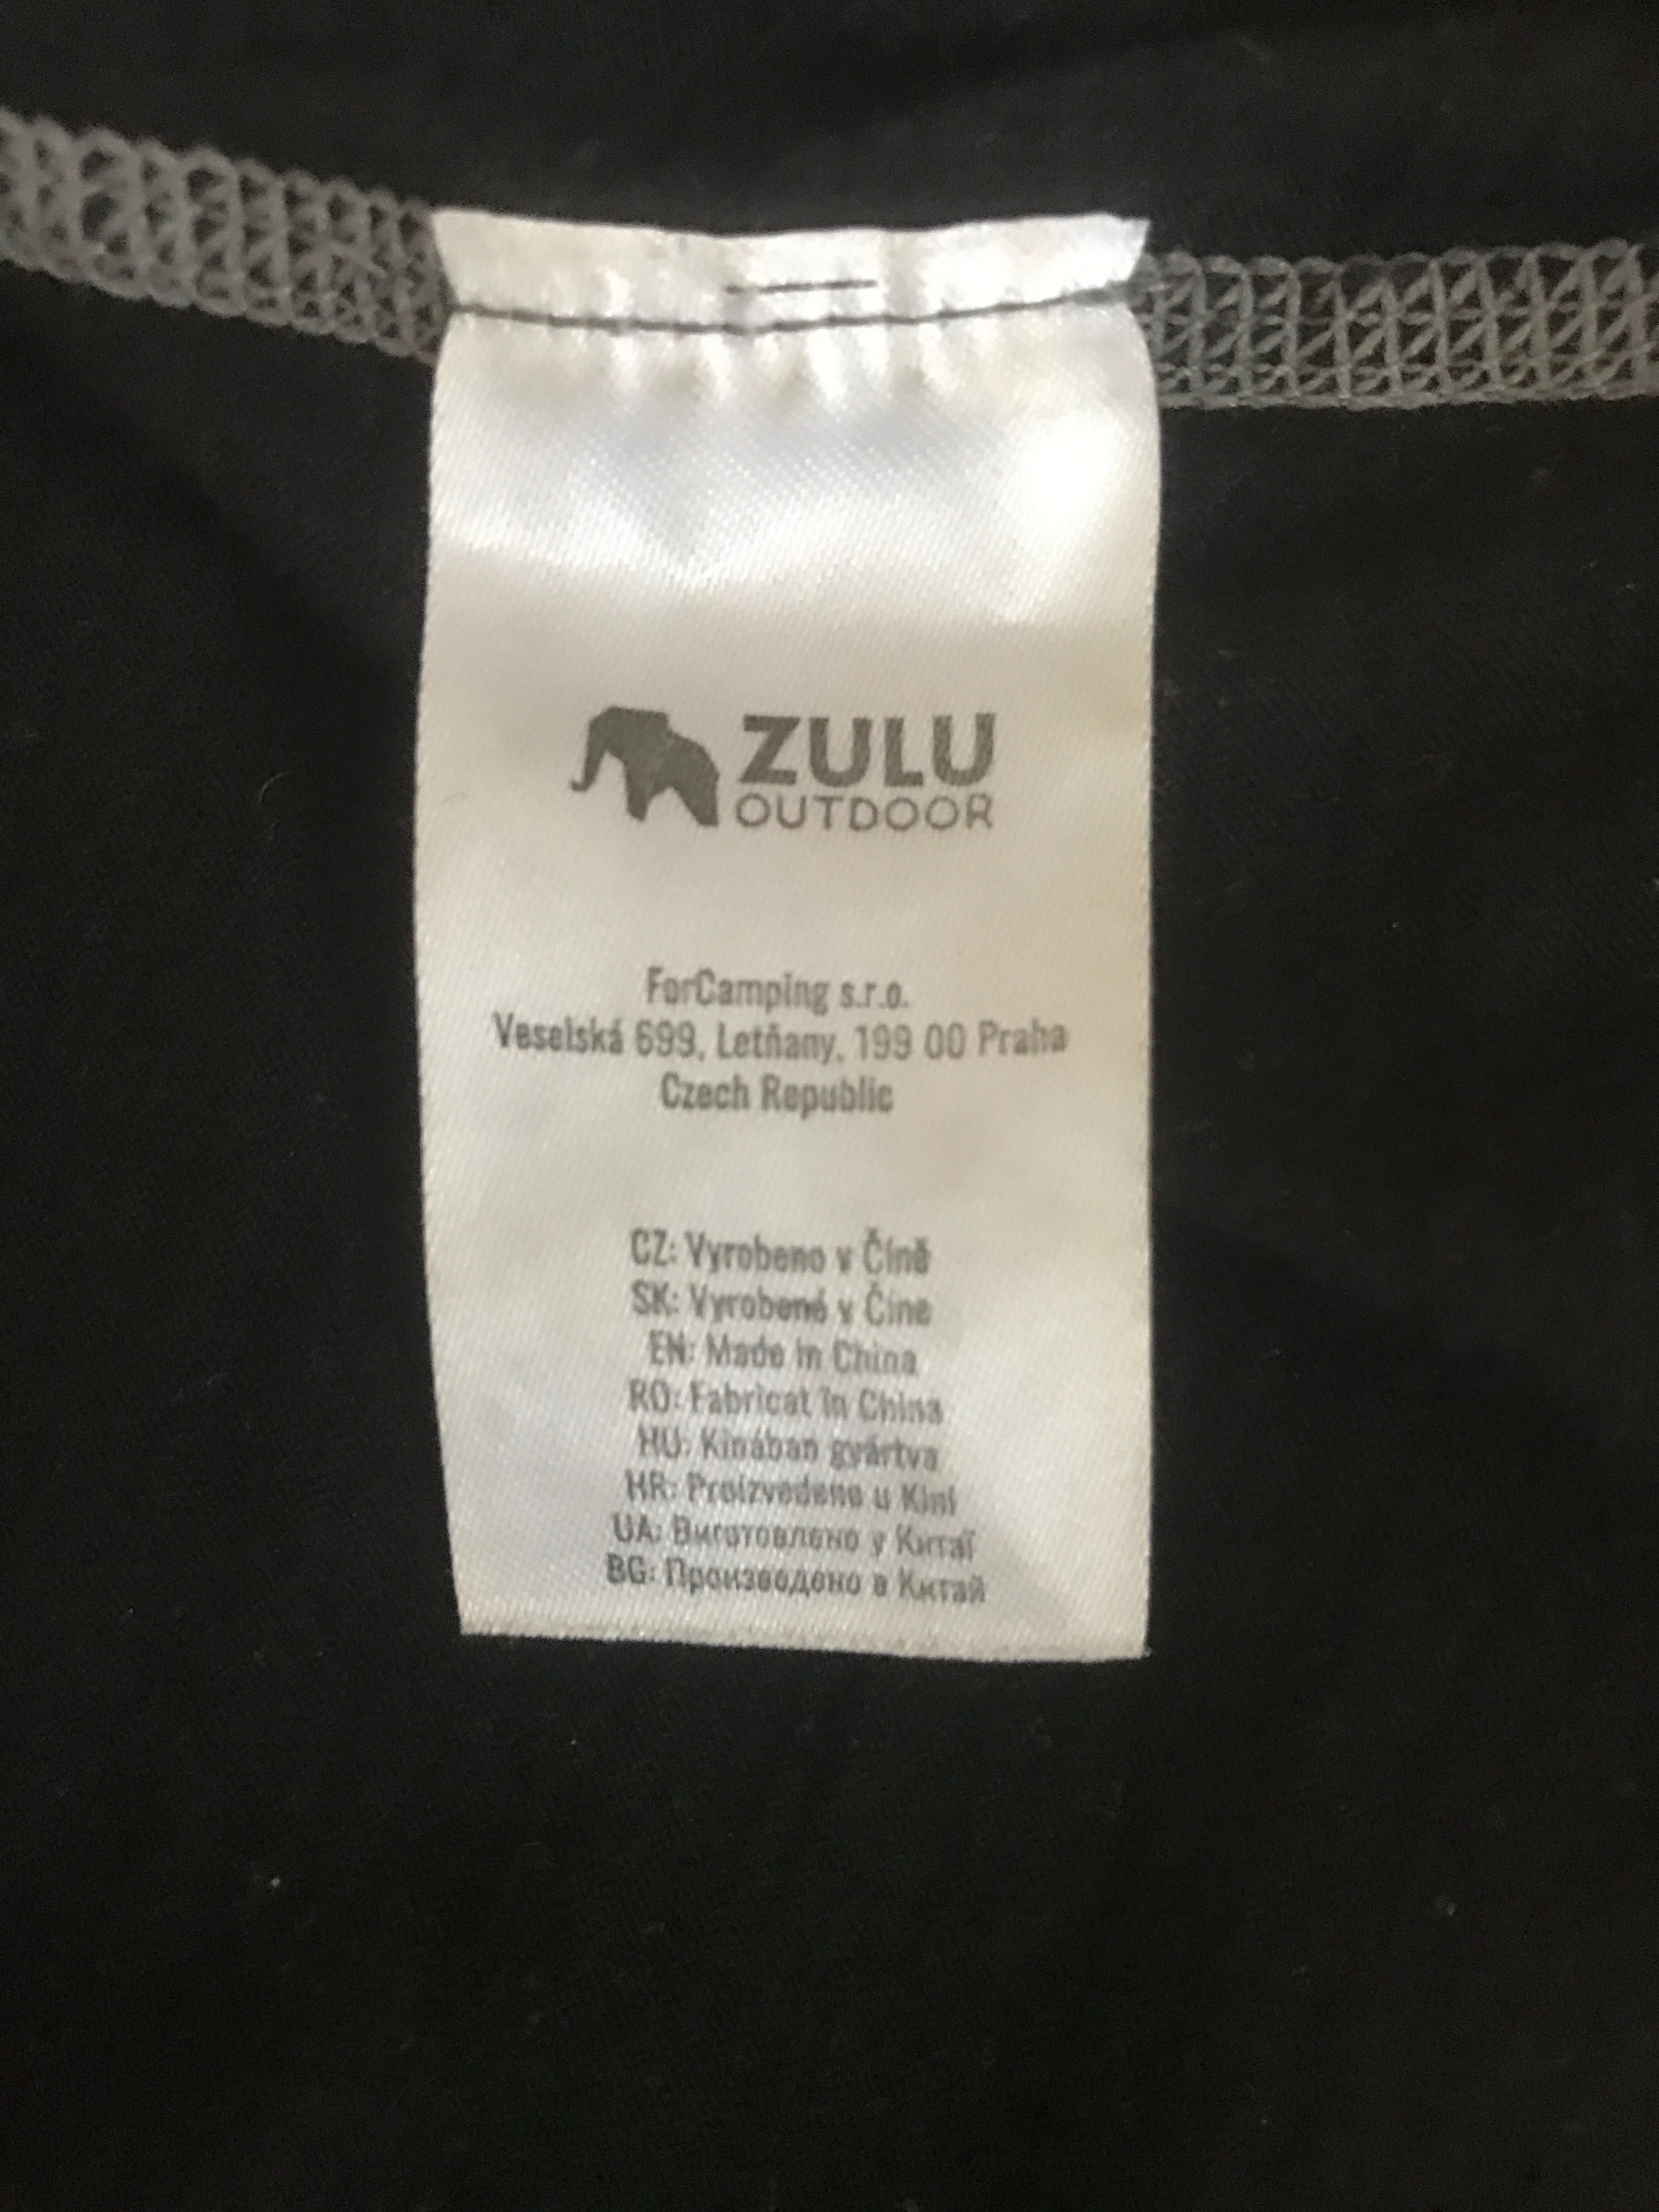 ZULU
OUTDOOR
ForCamping s.r.o.
Veselská 699, Letňany, 199 00 Praha
Czech Republic
CZ: Vyrobeno v Číně
SK: Vyrobené v Číne
EN: Made in China
RO: Fabricat în China
HU: Kínában gyártva
HR: Proizvedeno u Kini
UA: Виготовлено у Китаї
BG: Произведено в Китай